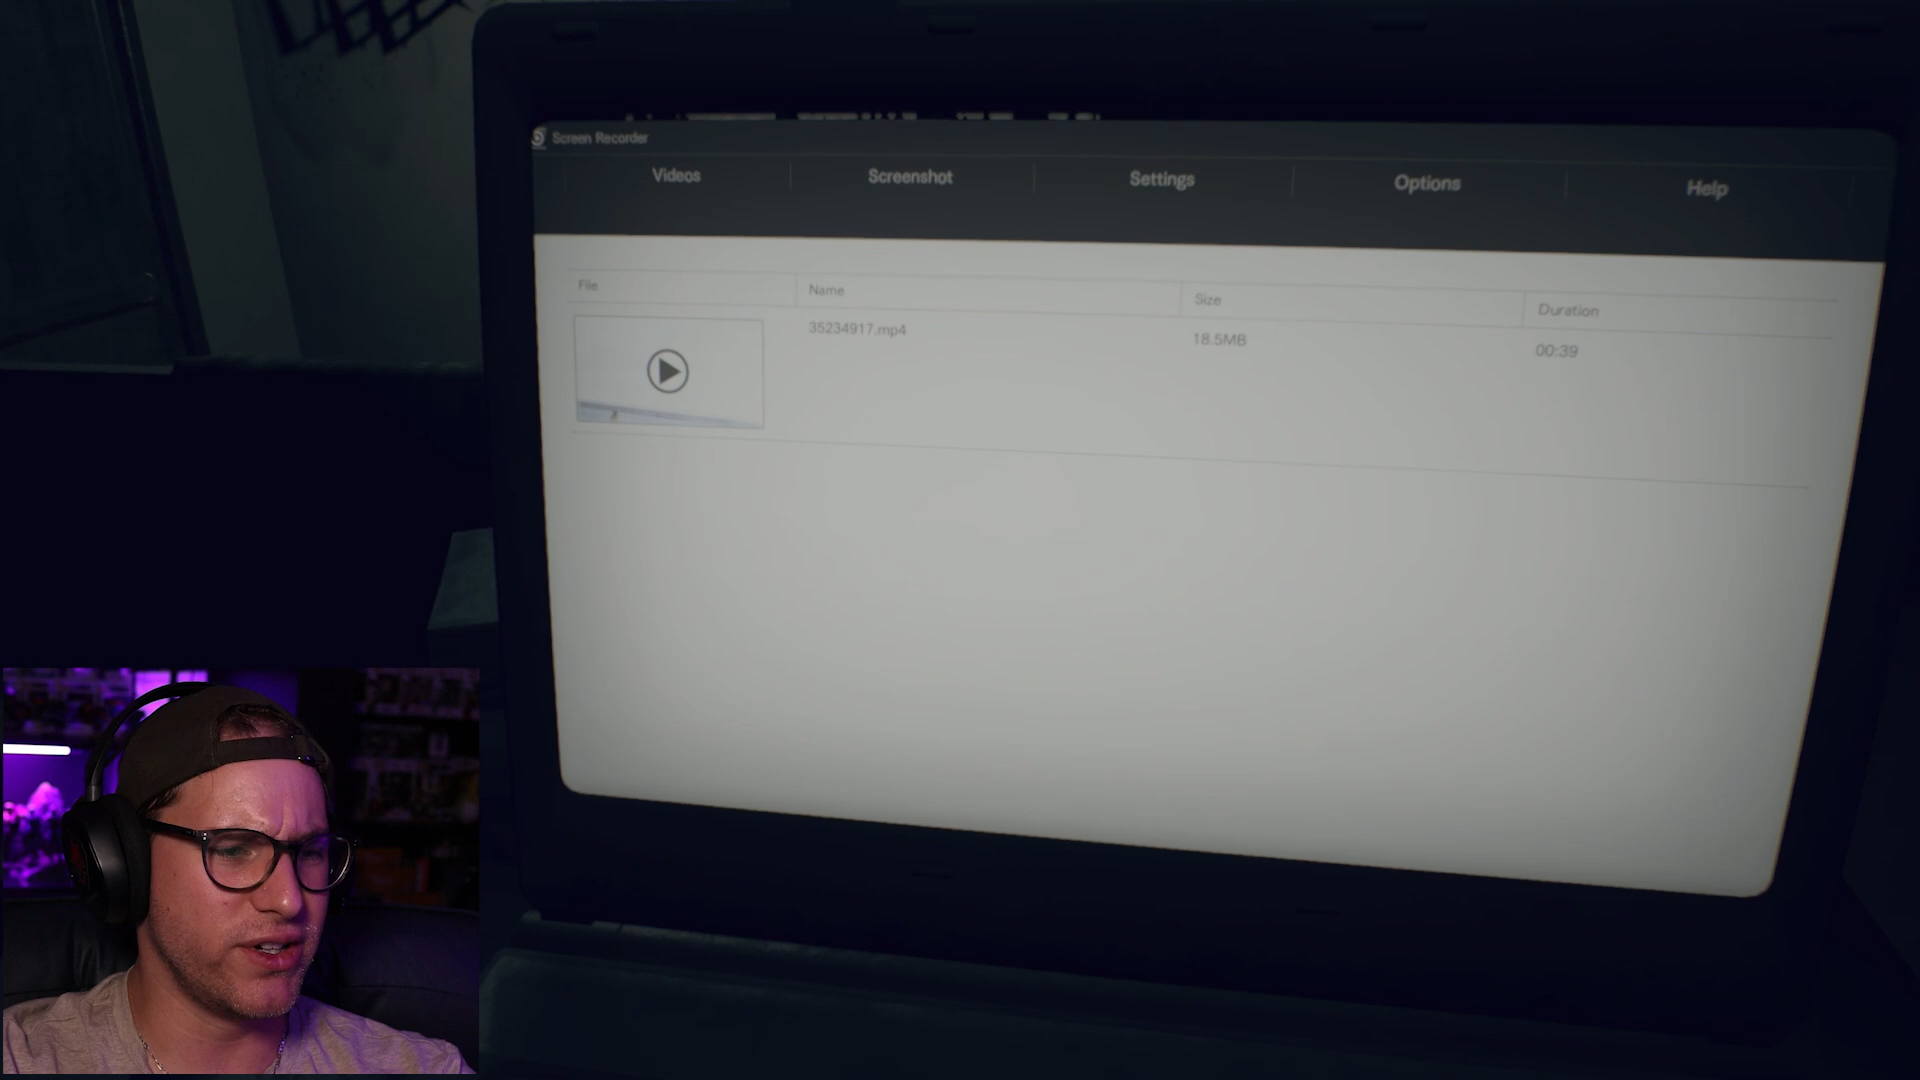 Screen Recorder
Videos Screenshot Settings Options Help
File Name Size Duration
35234917.mp4 18.5MB 00:39